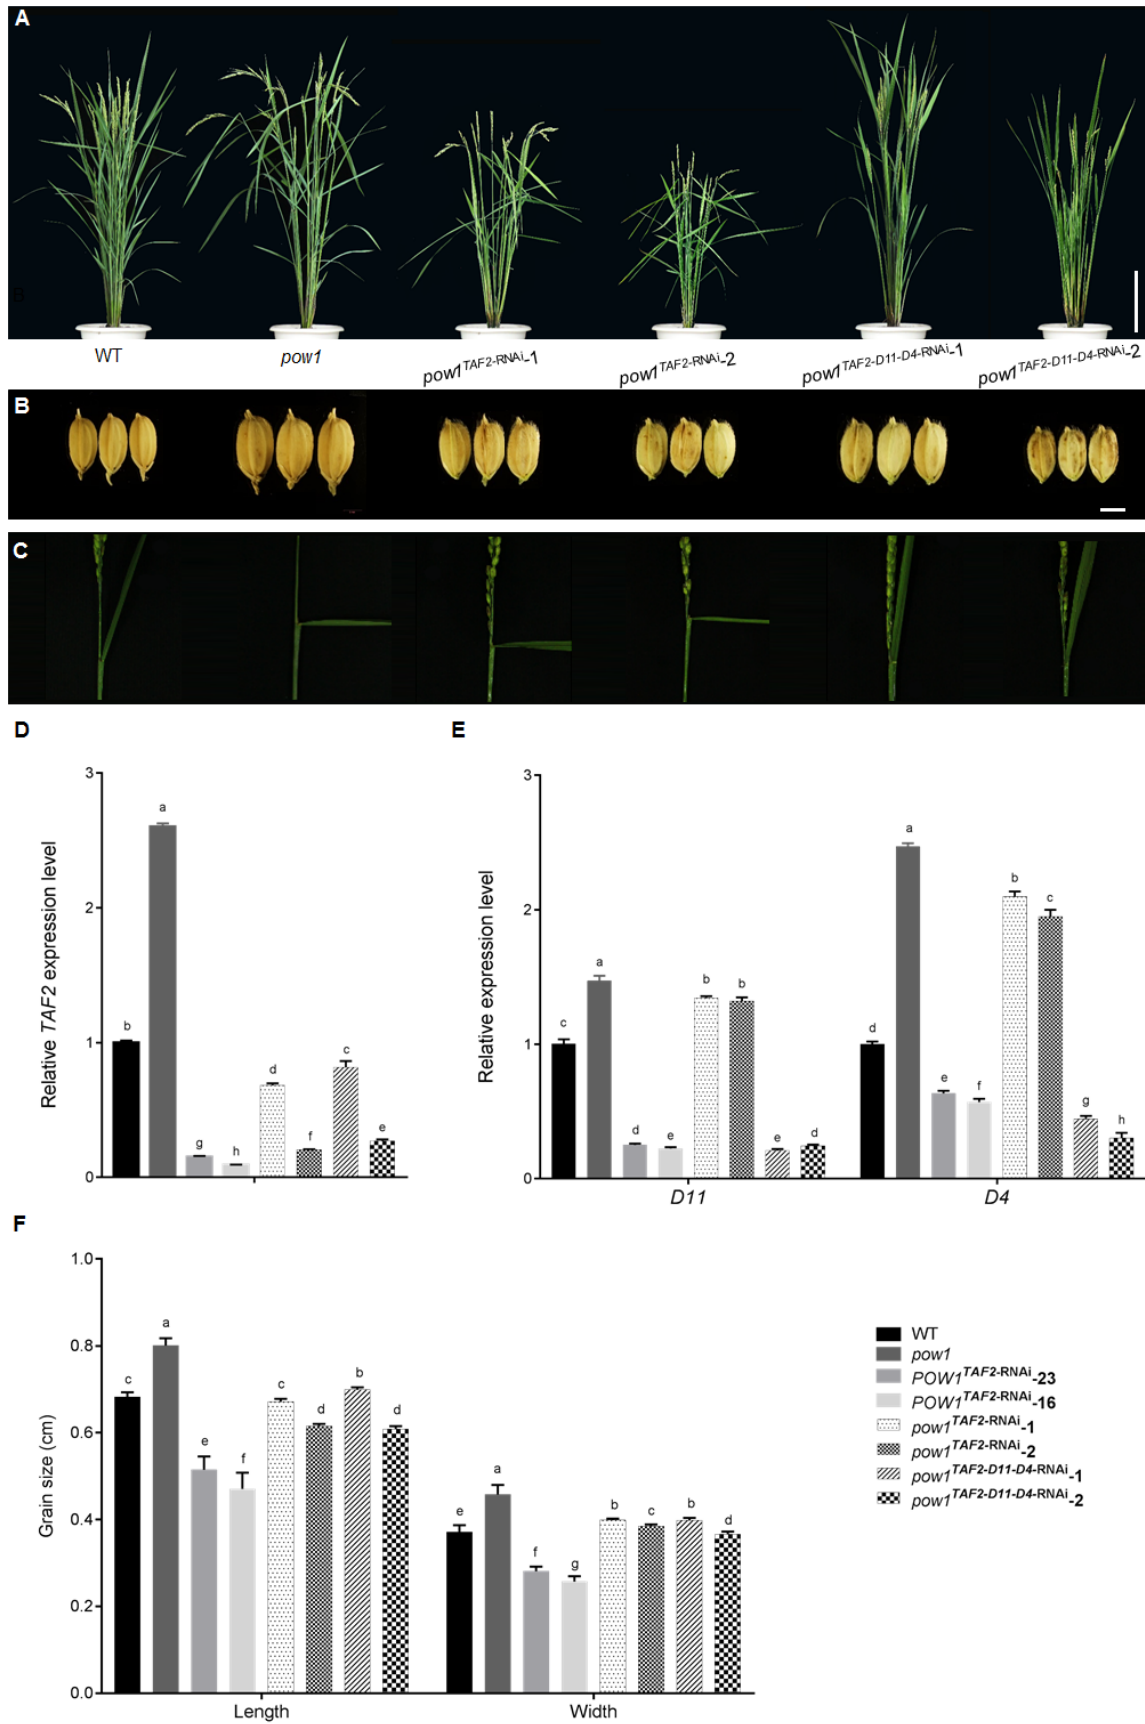 A
B
WT
pow1
pow1TAF2-RNAi-1
pow1TAF2-RNAi-2
pow1TAF2-D11-D4-RNAi-1
pow1TAF2-D11-D4-RNAi-2
B
C
D
E
3
2
1
0
Relative TAF2 expression level
b
a
g
h
d
f
c
e
3
2
1
0
Relative expression level
c
a
d
e
b
b
e
d
D11
d
a
e
f
b
c
g
h
D4
F
1.0
0.8
0.6
0.4
0.2
0.0
Grain size (cm)
c
a
e
f
c
d
b
d
Length
e
a
f
g
b
c
b
d
Width
WT
pow1
POW1TAF2-RNAi-23
POW1TAF2-RNAi-16
pow1TAF2-RNAi-1
pow1TAF2-RNAi-2
pow1TAF2-D11-D4-RNAi-1
pow1TAF2-D11-D4-RNAi-2